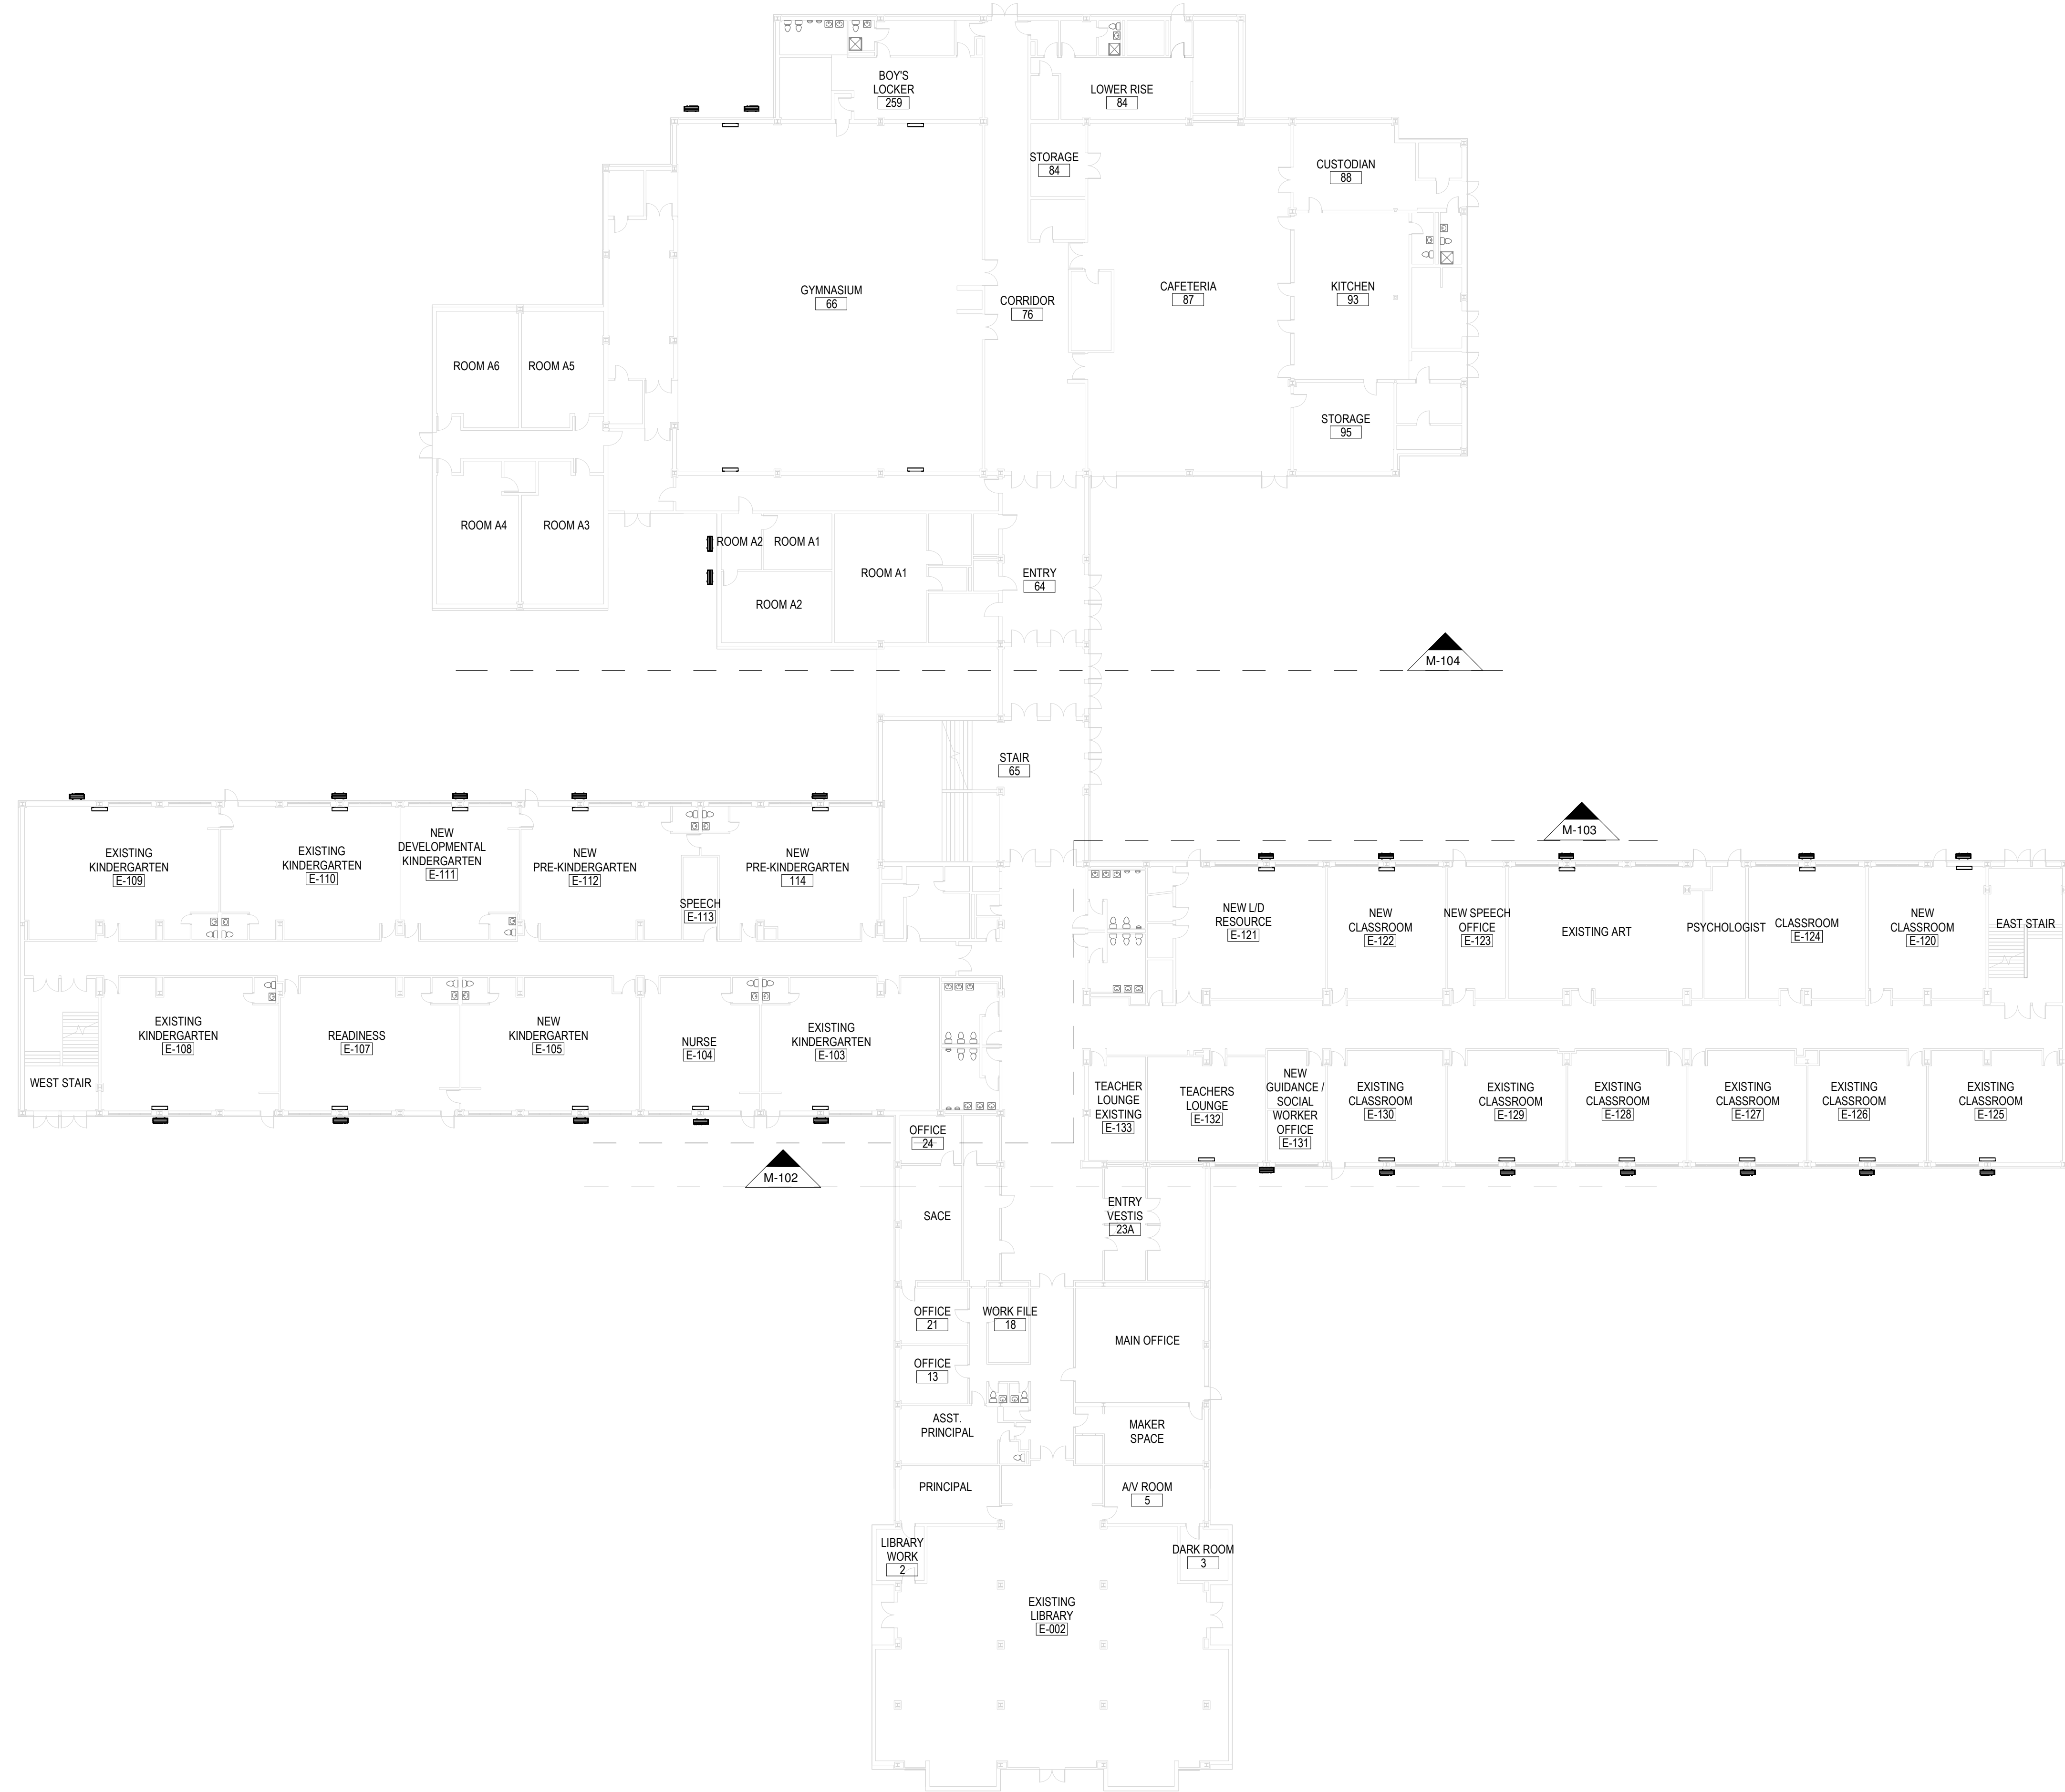 BOY'S
LOCKER
259
LOWER RISE
84
STORAGE
84
CUSTODIAN
88
GYMNASIUM
66
CORRIDOR
76
CAFETERIA
87
KITCHEN
93
ROOM A6
ROOM A5
STORAGE
95
ROOM A4
ROOM A3
ROOM A2
ROOM A1
ROOM A1
ROOM A2
ENTRY
64
M-104
STAIR
65
M-103
EXISTING
KINDERGARTEN
E-109
EXISTING
KINDERGARTEN
E-110
NEW
DEVELOPMENTAL
KINDERGARTEN
E-111
NEW
PRE-KINDERGARTEN
E-112
SPEECH
E-113
NEW
PRE-KINDERGARTEN
114
NEW L/D
RESOURCE
E-121
NEW
CLASSROOM
E-122
NEW SPEECH
OFFICE
E-123
EXISTING ART
PSYCHOLOGIST
CLASSROOM
E-124
NEW
CLASSROOM
E-120
EAST STAIR
WEST STAIR
EXISTING
KINDERGARTEN
E-108
READINESS
E-107
NEW
KINDERGARTEN
E-105
NURSE
E-104
EXISTING
KINDERGARTEN
E-103
TEACHER
LOUNGE
EXISTING
E-133
TEACHERS
LOUNGE
E-132
NEW
GUIDANCE /
SOCIAL
WORKER
OFFICE
E-131
EXISTING
CLASSROOM
E-130
EXISTING
CLASSROOM
E-129
EXISTING
CLASSROOM
E-128
EXISTING
CLASSROOM
E-127
EXISTING
CLASSROOM
E-126
EXISTING
CLASSROOM
E-125
M-102
OFFICE
24
SACE
ENTRY
VESTIS
23A
OFFICE
21
WORK FILE
18
MAIN OFFICE
OFFICE
13
ASST.
PRINCIPAL
MAKER
SPACE
PRINCIPAL
A/V ROOM
5
LIBRARY
WORK
2
DARK ROOM
3
EXISTING
LIBRARY
E-002